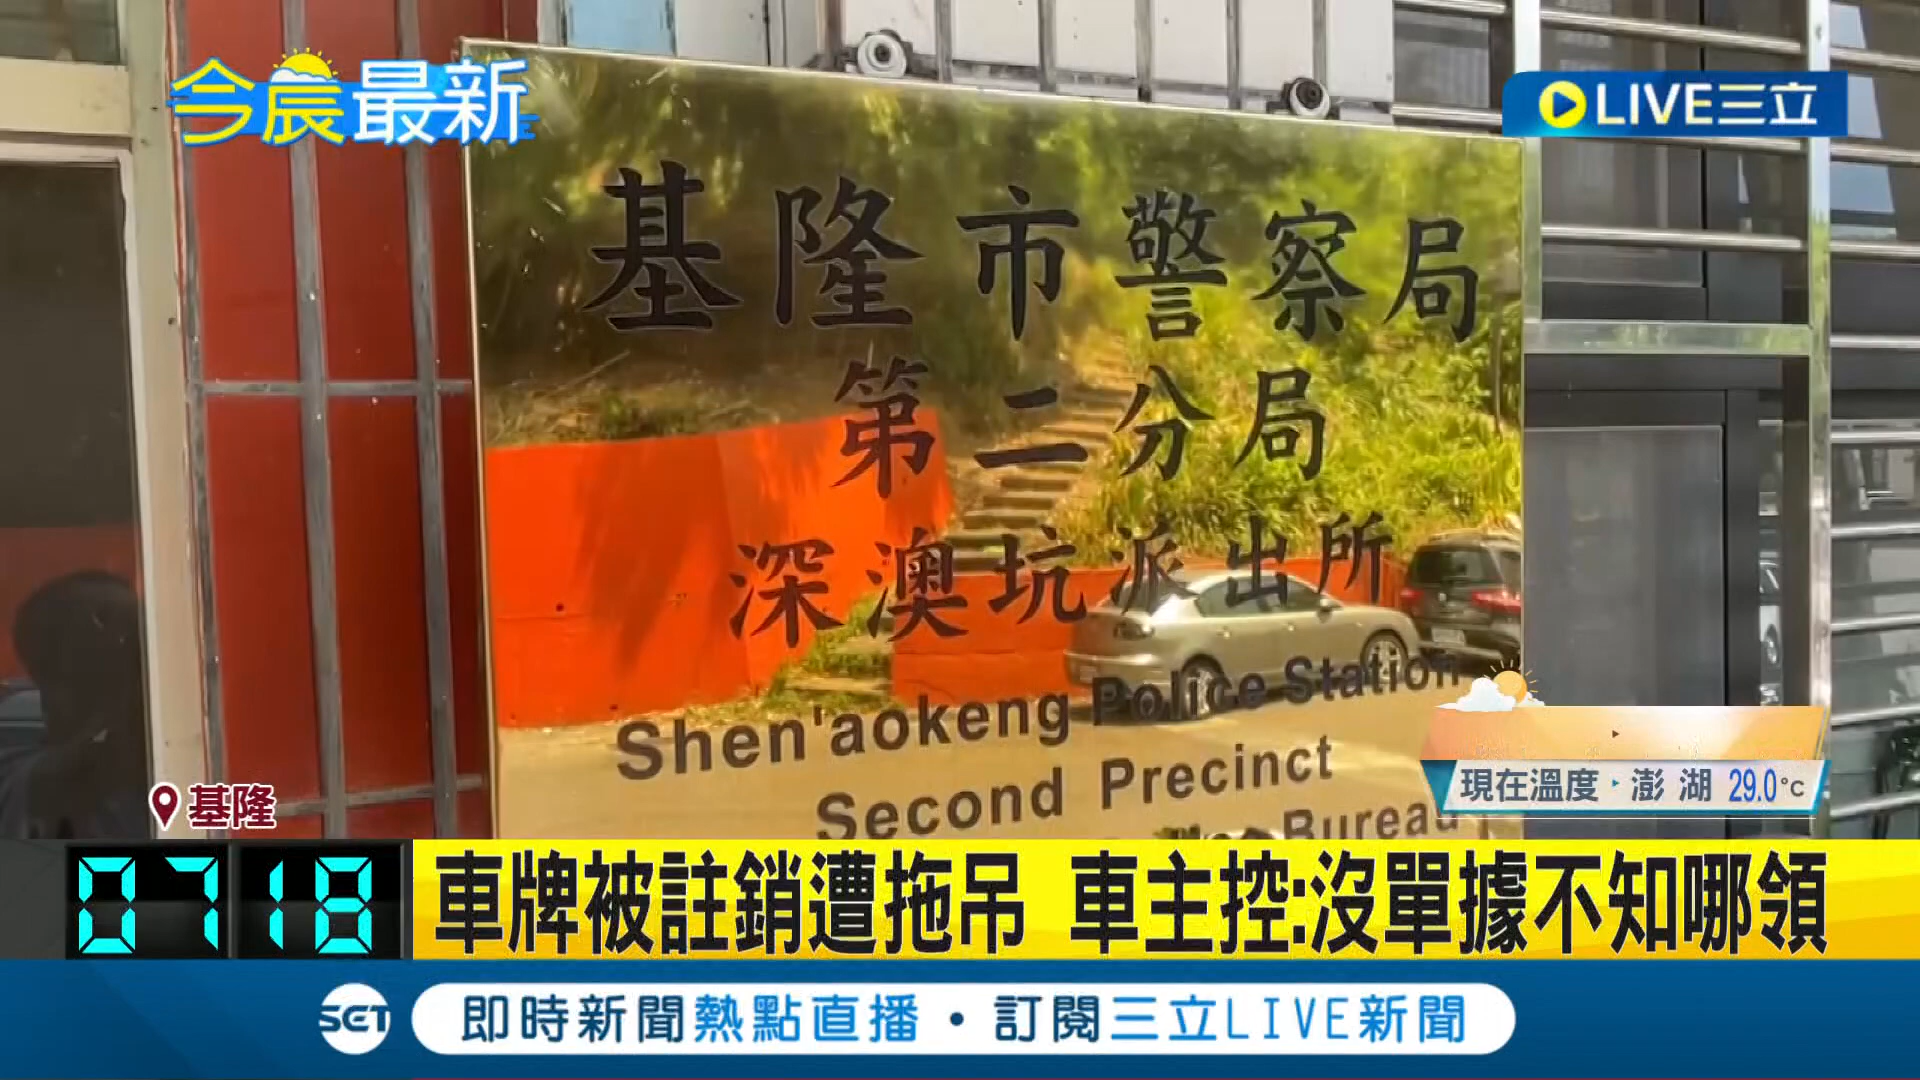 今晨最新
LIVE三立
基隆市警察局
第二分局
深澳坑派出所
Shen'aokeng Police Station
Second Precinct
Bureau
現在溫度 澎湖 29.0°C
基隆
0718
車牌被註銷遭拖吊 車主控:沒單據不知哪領
SET
即時新聞熱點直播・訂閱三立LIVE新聞